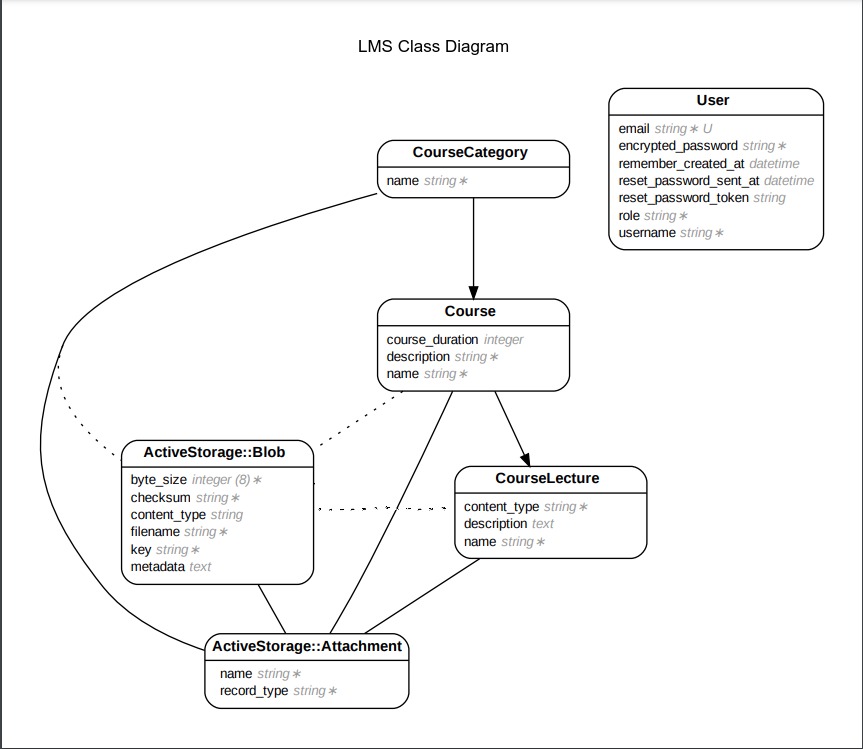 LMS Class Diagram
User
email string∗ U
encrypted_password string∗
remember_created_at datetime
reset_password_sent_at datetime
reset_password_token string
role string∗
username string∗
CourseCategory
name string∗
Course
course_duration integer
description string∗
name string∗
ActiveStorage::Blob
byte_size integer (8)∗
checksum string∗
content_type string
filename string∗
key string∗
metadata text
CourseLecture
content_type string∗
description text
name string∗
ActiveStorage::Attachment
name string∗
record_type string∗